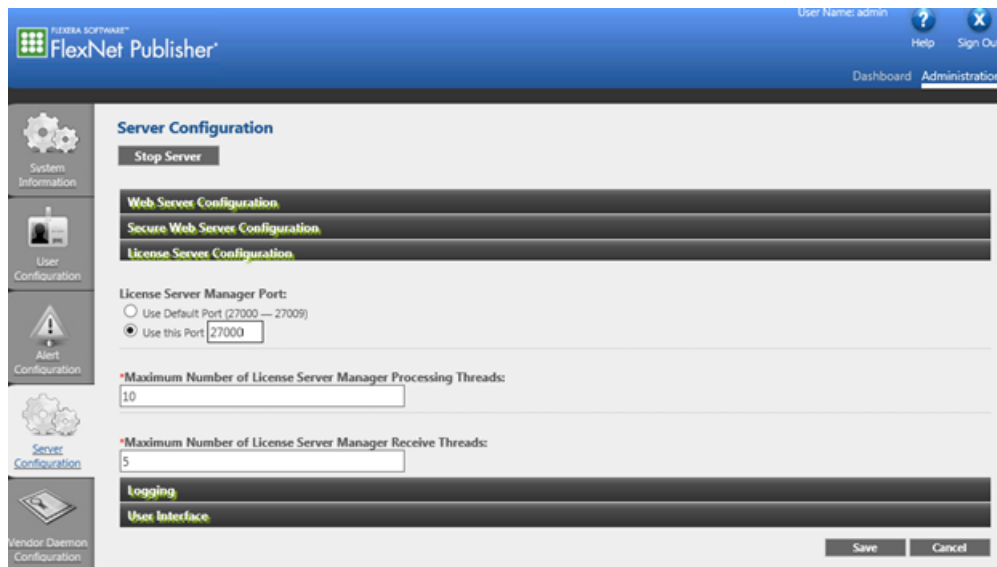 User Name: admin
FLEXERA SOFTWARE™
FlexNet Publisher®
Help
Sign Ou
Dashboard
Administration
System
Information
User
Configuration
Alert
Configuration
Server
Configuration
Vendor Daemon
Configuration
Server Configuration
Stop Server
Web Server Configuration
Secure Web Server Configuration
License Server Configuration
License Server Manager Port:
Use Default Port (27000 — 27009)
Use this Port 27000
*Maximum Number of License Server Manager Processing Threads:
10
*Maximum Number of License Server Manager Receive Threads:
5
Logging
User Interface
Save
Cancel